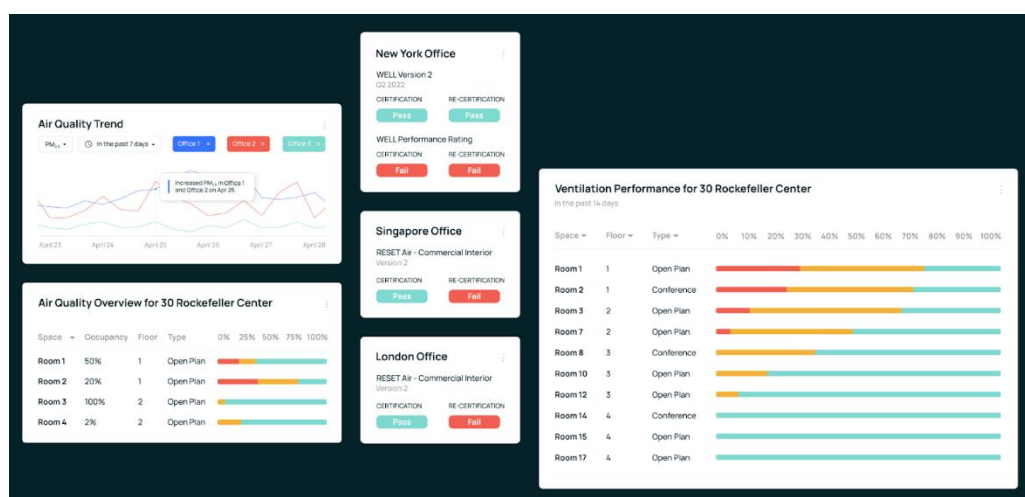 Air Quality Trend
PM2.5
In the past 7 days
Office 1 ×
Office 2 ×
Office 3 ×
Increased PM2.5 in Office 1
and Office 2 on Apr 25
April 23 April 24 April 25 April 26 April 27 April 28
Air Quality Overview for 30 Rockefeller Center
Space Occupancy Floor Type 0% 25% 50% 75% 100%
Room 1 50% 1 Open Plan
Room 2 20% 1 Open Plan
Room 3 100% 2 Open Plan
Room 4 2% 2 Open Plan
New York Office
WELL Version 2
Q2 2022
CERTIFICATION RE-CERTIFICATION
Pass Pass
WELL Performance Rating
CERTIFICATION RE-CERTIFICATION
Fail Fail
Singapore Office
RESET Air - Commercial Interior
Version 2
CERTIFICATION RE-CERTIFICATION
Pass Fail
London Office
RESET Air - Commercial Interior
Version 2
CERTIFICATION RE-CERTIFICATION
Pass Fail
Ventilation Performance for 30 Rockefeller Center
In the past 14 days
Space Floor Type 0% 10% 20% 30% 40% 50% 60% 70% 80% 90% 100%
Room 1 1 Open Plan
Room 2 1 Conference
Room 3 2 Open Plan
Room 7 2 Open Plan
Room 8 3 Conference
Room 10 3 Open Plan
Room 12 3 Open Plan
Room 14 4 Conference
Room 15 4 Open Plan
Room 17 4 Open Plan